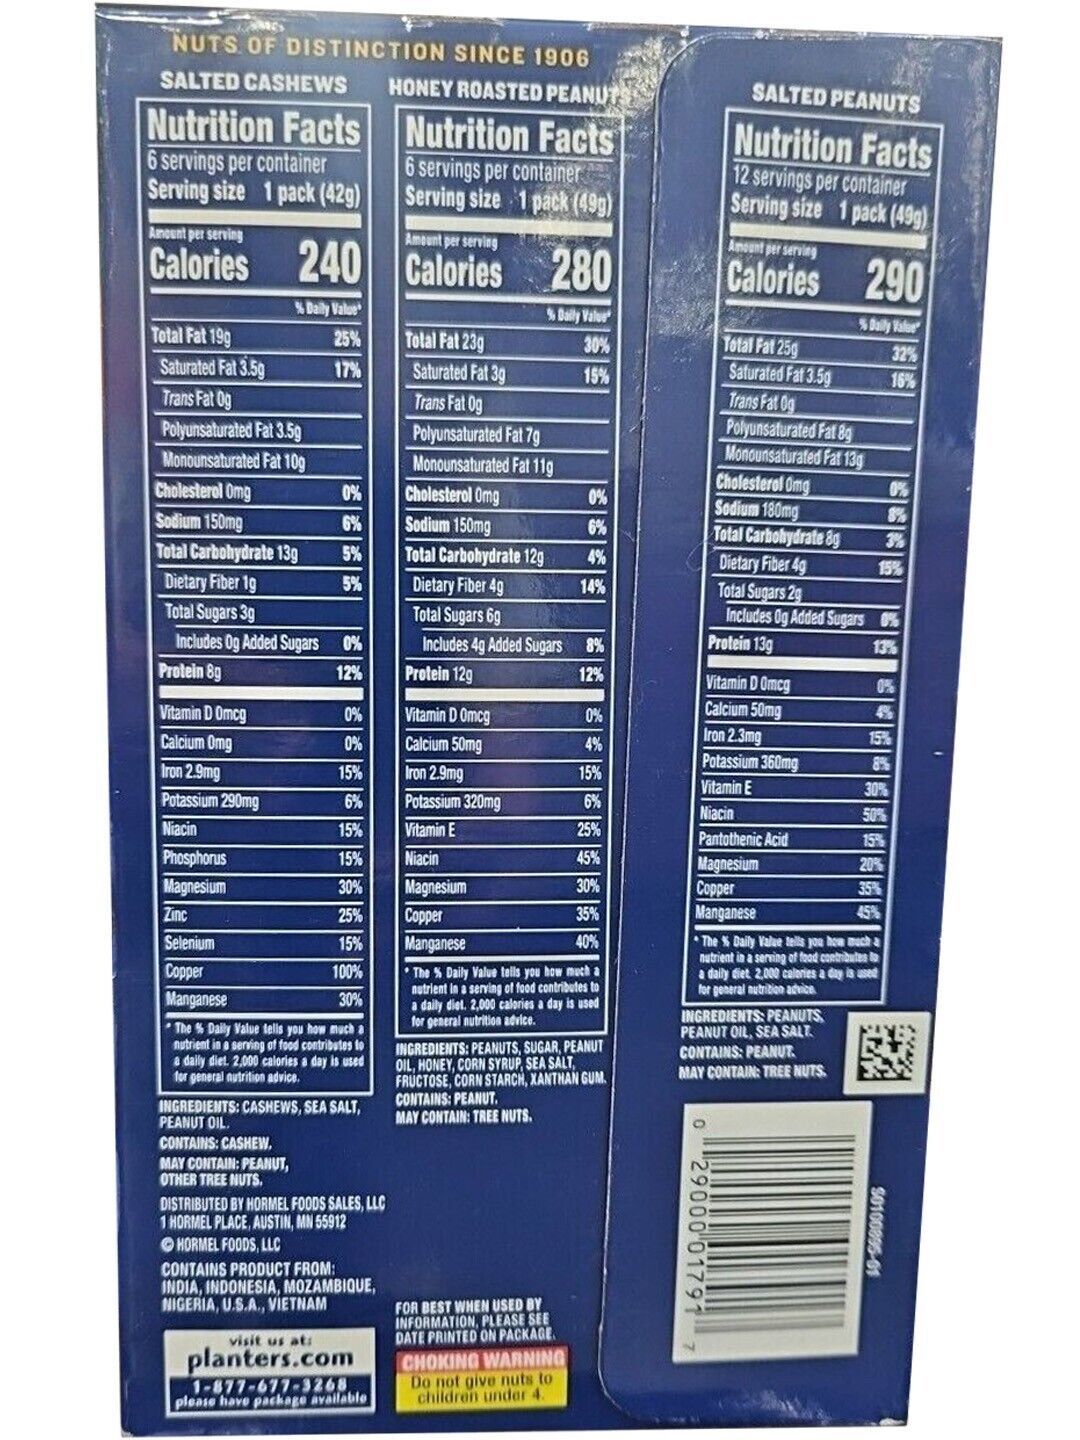 NUTS OF DISTINCTION SINCE 1906
SALTED CASHEWS
Nutrition Facts
6 servings per container
Serving size 1 pack (42g)
Amount per serving
Calories 240
% Daily Value*
Total Fat 19g 25%
Saturated Fat 3.5g 17%
Trans Fat 0g
Polyunsaturated Fat 3.5g
Monounsaturated Fat 10g
Cholesterol 0mg 0%
Sodium 150mg 6%
Total Carbohydrate 13g 5%
Dietary Fiber 1g 5%
Total Sugars 3g
Includes 0g Added Sugars 0%
Protein 8g 12%
Vitamin D 0mcg 0%
Calcium 0mg 0%
Iron 2.9mg 15%
Potassium 290mg 6%
Niacin 15%
Phosphorus 15%
Magnesium 30%
Zinc 25%
Selenium 15%
Copper 100%
Manganese 30%
* The % Daily Value tells you how much a
nutrient in a serving of food contributes to
a daily diet. 2,000 calories a day is used
for general nutrition advice.
INGREDIENTS: CASHEWS, SEA SALT,
PEANUT OIL.
CONTAINS: CASHEW.
MAY CONTAIN: PEANUT,
OTHER TREE NUTS.
DISTRIBUTED BY HORMEL FOODS SALES, LLC
1 HORMEL PLACE, AUSTIN, MN 55912
© HORMEL FOODS, LLC
CONTAINS PRODUCT FROM:
INDIA, INDONESIA, MOZAMBIQUE,
NIGERIA, U.S.A., VIETNAM
visit us at:
planters.com
1-877-677-3268
please have package available
HONEY ROASTED PEANUTS
Nutrition Facts
6 servings per container
Serving size 1 pack (49g)
Amount per serving
Calories 280
% Daily Value*
Total Fat 23g 30%
Saturated Fat 3g 15%
Trans Fat 0g
Polyunsaturated Fat 7g
Monounsaturated Fat 11g
Cholesterol 0mg 0%
Sodium 150mg 6%
Total Carbohydrate 12g 4%
Dietary Fiber 4g 14%
Total Sugars 6g
Includes 4g Added Sugars 8%
Protein 12g 12%
Vitamin D 0mcg 0%
Calcium 50mg 4%
Iron 2.9mg 15%
Potassium 320mg 6%
Vitamin E 25%
Niacin 45%
Magnesium 30%
Copper 35%
Manganese 40%
* The % Daily Value tells you how much a
nutrient in a serving of food contributes to
a daily diet. 2,000 calories a day is used
for general nutrition advice.
INGREDIENTS: PEANUTS, SUGAR, PEANUT
OIL, HONEY, CORN SYRUP, SEA SALT,
FRUCTOSE, CORN STARCH, XANTHAN GUM.
CONTAINS: PEANUT.
MAY CONTAIN: TREE NUTS.
FOR BEST WHEN USED BY
INFORMATION, PLEASE SEE
DATE PRINTED ON PACKAGE.
CHOKING WARNING
Do not give nuts to
children under 4.
SALTED PEANUTS
Nutrition Facts
12 servings per container
Serving size 1 pack (49g)
Amount per serving
Calories 290
% Daily Value*
Total Fat 25g 32%
Saturated Fat 3.5g 16%
Trans Fat 0g
Polyunsaturated Fat 8g
Monounsaturated Fat 13g
Cholesterol 0mg 0%
Sodium 180mg 8%
Total Carbohydrate 8g 3%
Dietary Fiber 4g 15%
Total Sugars 2g
Includes 0g Added Sugars 0%
Protein 13g 13%
Vitamin D 0mcg 0%
Calcium 50mg 4%
Iron 2.3mg 15%
Potassium 360mg 8%
Vitamin E 30%
Niacin 50%
Pantothenic Acid 15%
Magnesium 20%
Copper 35%
Manganese 45%
* The % Daily Value tells you how much a
nutrient in a serving of food contributes to
a daily diet. 2,000 calories a day is used
for general nutrition advice.
INGREDIENTS: PEANUTS,
PEANUT OIL, SEA SALT.
CONTAINS: PEANUT.
MAY CONTAIN: TREE NUTS.
0 29000 01791 7